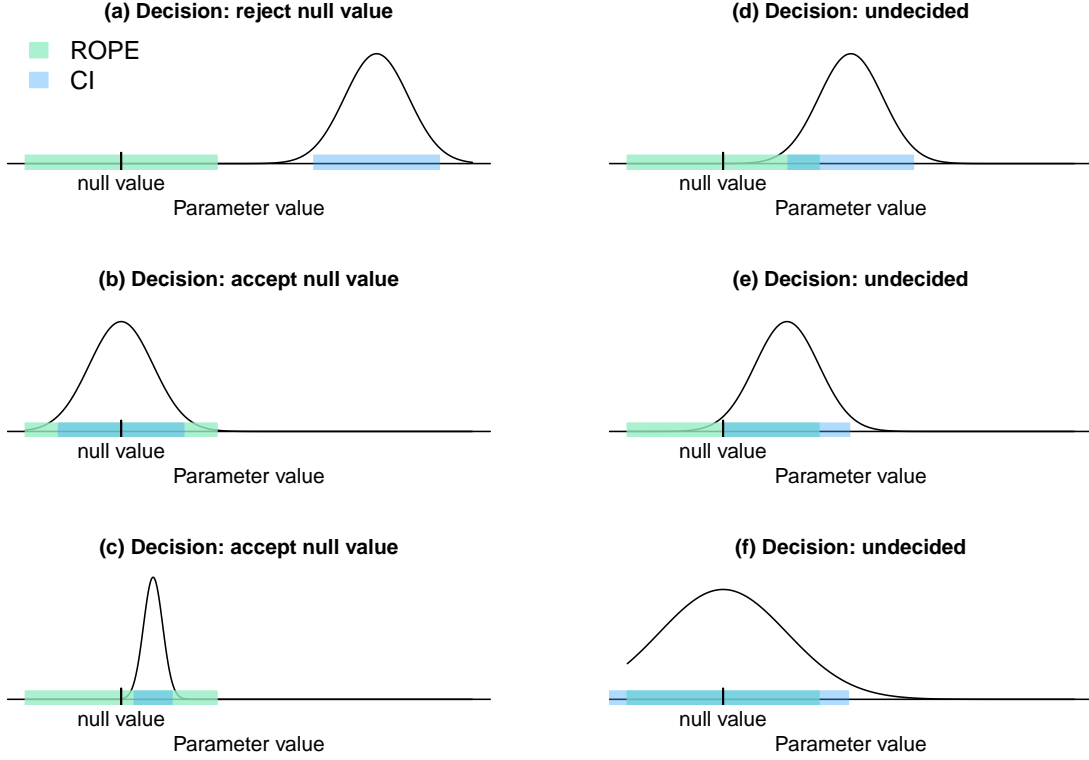 (a) Decision: reject null value
ROPE
CI
null value
Parameter value
(b) Decision: accept null value
null value
Parameter value
(c) Decision: accept null value
null value
Parameter value
(d) Decision: undecided
null value
Parameter value
(e) Decision: undecided
null value
Parameter value
(f) Decision: undecided
null value
Parameter value